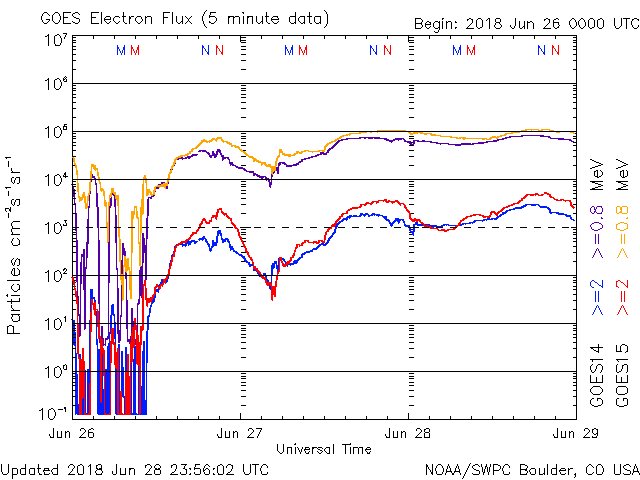 GOES Electron Flux (5 minute data)
Begin: 2018 Jun 26 0000 UTC
10⁷
10⁶
10⁵
10⁴
10³
10²
10¹
10⁰
10⁻¹
Particles cm⁻²s⁻¹sr⁻¹
M M N N M M N N M M N N
Jun 26 Jun 27 Jun 28 Jun 29
Universal Time
GOES14 >=2 >=0.8 MeV
GOES15 >=2 >=0.8 MeV
Updated 2018 Jun 28 23:56:02 UTC
NOAA/SWPC Boulder, CO USA